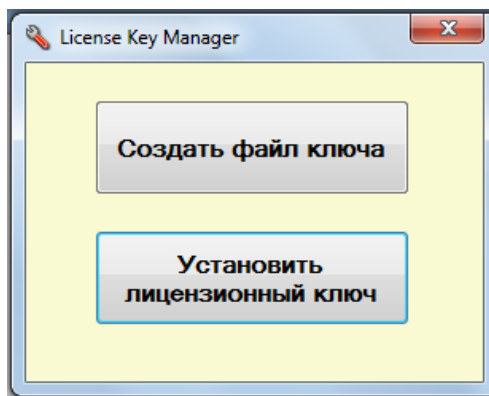 License Key Manager
Создать файл ключа
Установить
лицензионный ключ